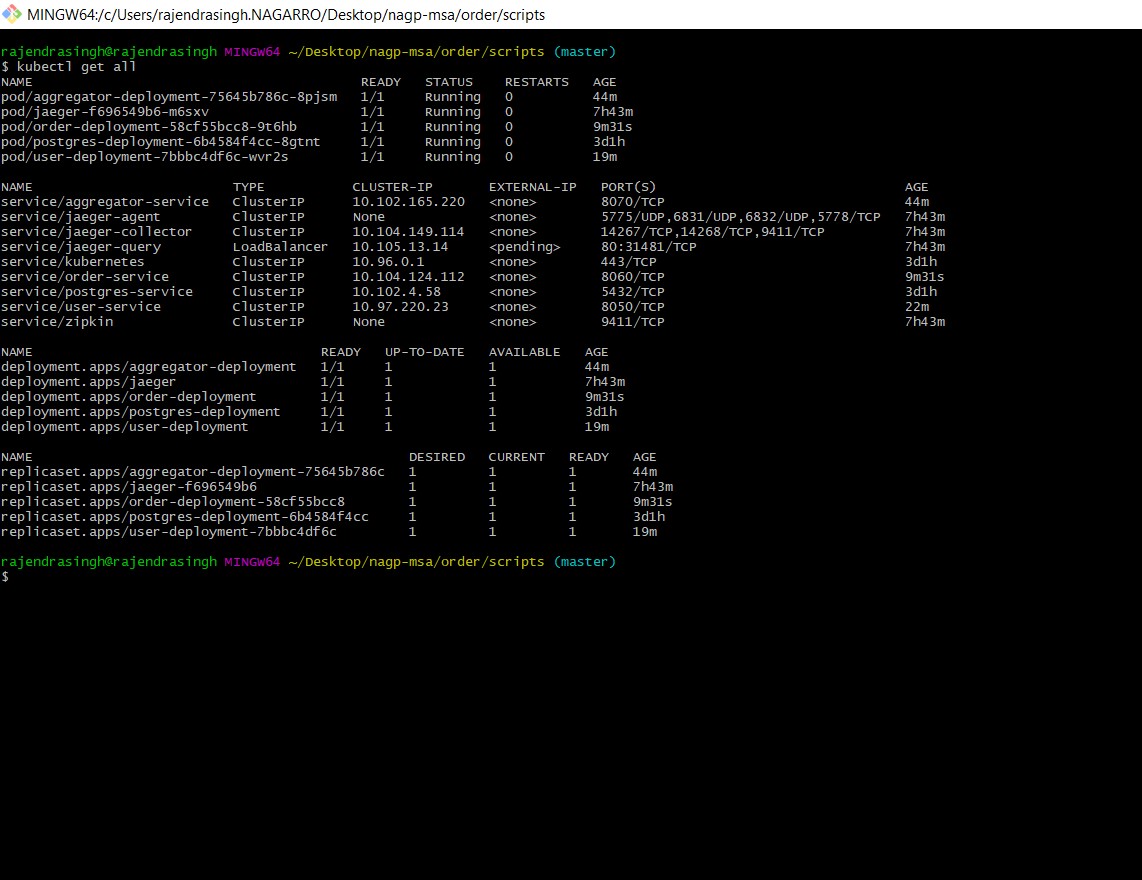 MINGW64:/c/Users/rajendrasingh.NAGARRO/Desktop/nagp-msa/order/scripts
rajendrasingh@rajendrasingh MINGW64 ~/Desktop/nagp-msa/order/scripts (master)
$ kubectl get all
NAME READY STATUS RESTARTS AGE
pod/aggregator-deployment-75645b786c-8pjsm 1/1 Running 0 44m
pod/jaeger-f696549b6-m6sxv 1/1 Running 0 7h43m
pod/order-deployment-58cf55bcc8-9t6hb 1/1 Running 0 9m31s
pod/postgres-deployment-6b4584f4cc-8gtnt 1/1 Running 0 3d1h
pod/user-deployment-7bbbc4df6c-wvr2s 1/1 Running 0 19m
NAME TYPE CLUSTER-IP EXTERNAL-IP PORT(S) AGE
service/aggregator-service ClusterIP 10.102.165.220 <none> 8070/TCP 44m
service/jaeger-agent ClusterIP None <none> 5775/UDP,6831/UDP,6832/UDP,5778/TCP 7h43m
service/jaeger-collector ClusterIP 10.104.149.114 <none> 14267/TCP,14268/TCP,9411/TCP 7h43m
service/jaeger-query LoadBalancer 10.105.13.14 <pending> 80:31481/TCP 7h43m
service/kubernetes ClusterIP 10.96.0.1 <none> 443/TCP 3d1h
service/order-service ClusterIP 10.104.124.112 <none> 8060/TCP 9m31s
service/postgres-service ClusterIP 10.102.4.58 <none> 5432/TCP 3d1h
service/user-service ClusterIP 10.97.220.23 <none> 8050/TCP 22m
service/zipkin ClusterIP None <none> 9411/TCP 7h43m
NAME READY UP-TO-DATE AVAILABLE AGE
deployment.apps/aggregator-deployment 1/1 1 1 44m
deployment.apps/jaeger 1/1 1 1 7h43m
deployment.apps/order-deployment 1/1 1 1 9m31s
deployment.apps/postgres-deployment 1/1 1 1 3d1h
deployment.apps/user-deployment 1/1 1 1 19m
NAME DESIRED CURRENT READY AGE
replicaset.apps/aggregator-deployment-75645b786c 1 1 1 44m
replicaset.apps/jaeger-f696549b6 1 1 1 7h43m
replicaset.apps/order-deployment-58cf55bcc8 1 1 1 9m31s
replicaset.apps/postgres-deployment-6b4584f4cc 1 1 1 3d1h
replicaset.apps/user-deployment-7bbbc4df6c 1 1 1 19m
rajendrasingh@rajendrasingh MINGW64 ~/Desktop/nagp-msa/order/scripts (master)
$